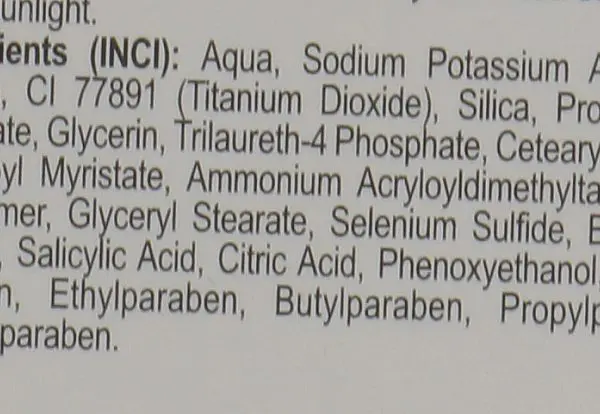 unlight.
ients (INCI): Aqua, Sodium Potassium A
, CI 77891 (Titanium Dioxide), Silica, Pro
ate, Glycerin, Trilaureth-4 Phosphate, Ceteary
yl Myristate, Ammonium Acryloyldimethylta
mer, Glyceryl Stearate, Selenium Sulfide, B
, Salicylic Acid, Citric Acid, Phenoxyethanol,
n, Ethylparaben, Butylparaben, Propylp
paraben.